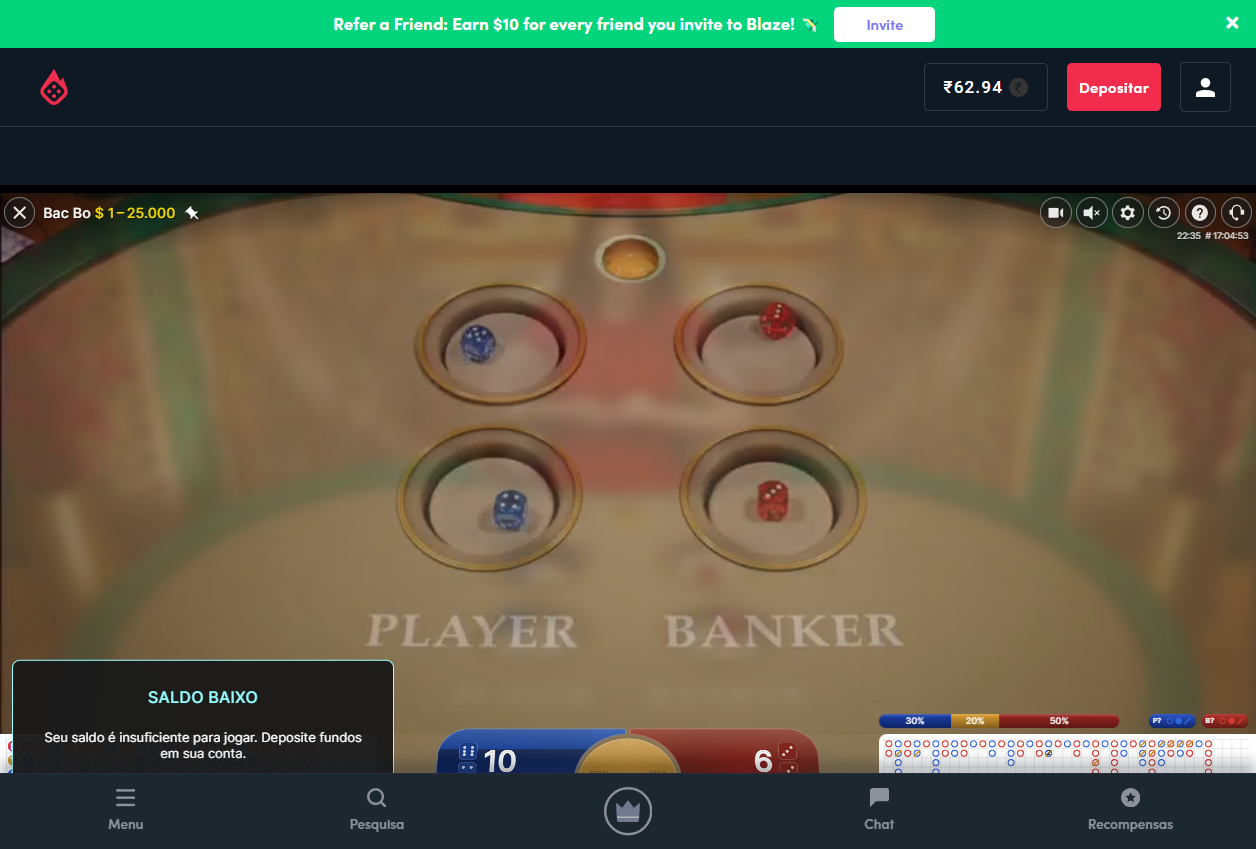 Refer a Friend: Earn $10 for every friend you invite to Blaze! 💸
Invite
₹62.94
Depositar
Bac Bo $ 1–25.000
22:35 # 17:04:53
PLAYER BANKER
SALDO BAIXO
Seu saldo é insuficiente para jogar. Deposite fundos
em sua conta.
30% 20% 50%
P? B?
10
6
Menu
Pesquisa
Chat
Recompensas